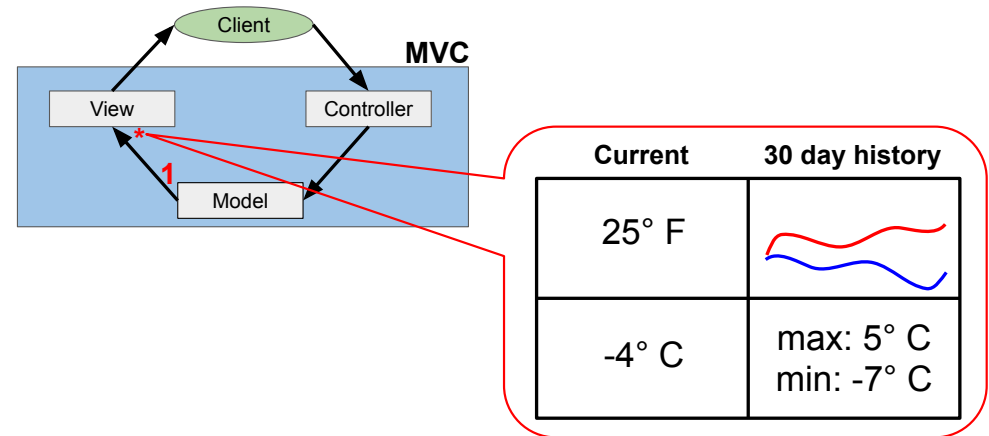 Client
MVC
View
Controller
*
1
Model
Current
30 day history
25° F
-4° C
max: 5° C
min: -7° C